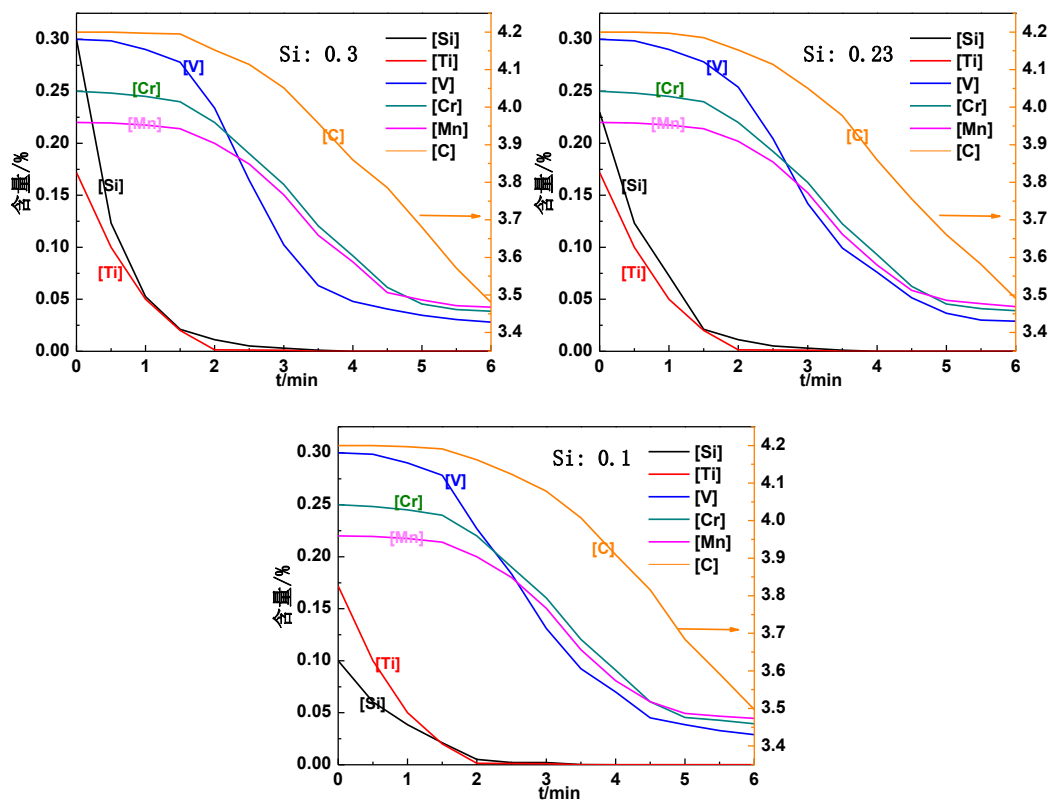 Si: 0.3
[Si]
[Ti]
[V]
[Cr]
[Mn]
[C]
[V]
[Cr]
[Mn]
[C]
[Si]
[Ti]
0.30
0.25
0.20
0.15
0.10
0.05
0.00
含量/%
4.2
4.1
4.0
3.9
3.8
3.7
3.6
3.5
3.4
0 1 2 3 4 5 6
t/min
Si: 0.23
[Si]
[Ti]
[V]
[Cr]
[Mn]
[C]
[V]
[Cr]
[Mn]
[C]
[Si]
[Ti]
0.30
0.25
0.20
0.15
0.10
0.05
0.00
含量/%
4.2
4.1
4.0
3.9
3.8
3.7
3.6
3.5
3.4
0 1 2 3 4 5 6
t/min
Si: 0.1
[Si]
[Ti]
[V]
[Cr]
[Mn]
[C]
[V]
[Cr]
[Mn]
[C]
[Ti]
[Si]
0.30
0.25
0.20
0.15
0.10
0.05
0.00
含量/%
4.2
4.1
4.0
3.9
3.8
3.7
3.6
3.5
3.4
0 1 2 3 4 5 6
t/min